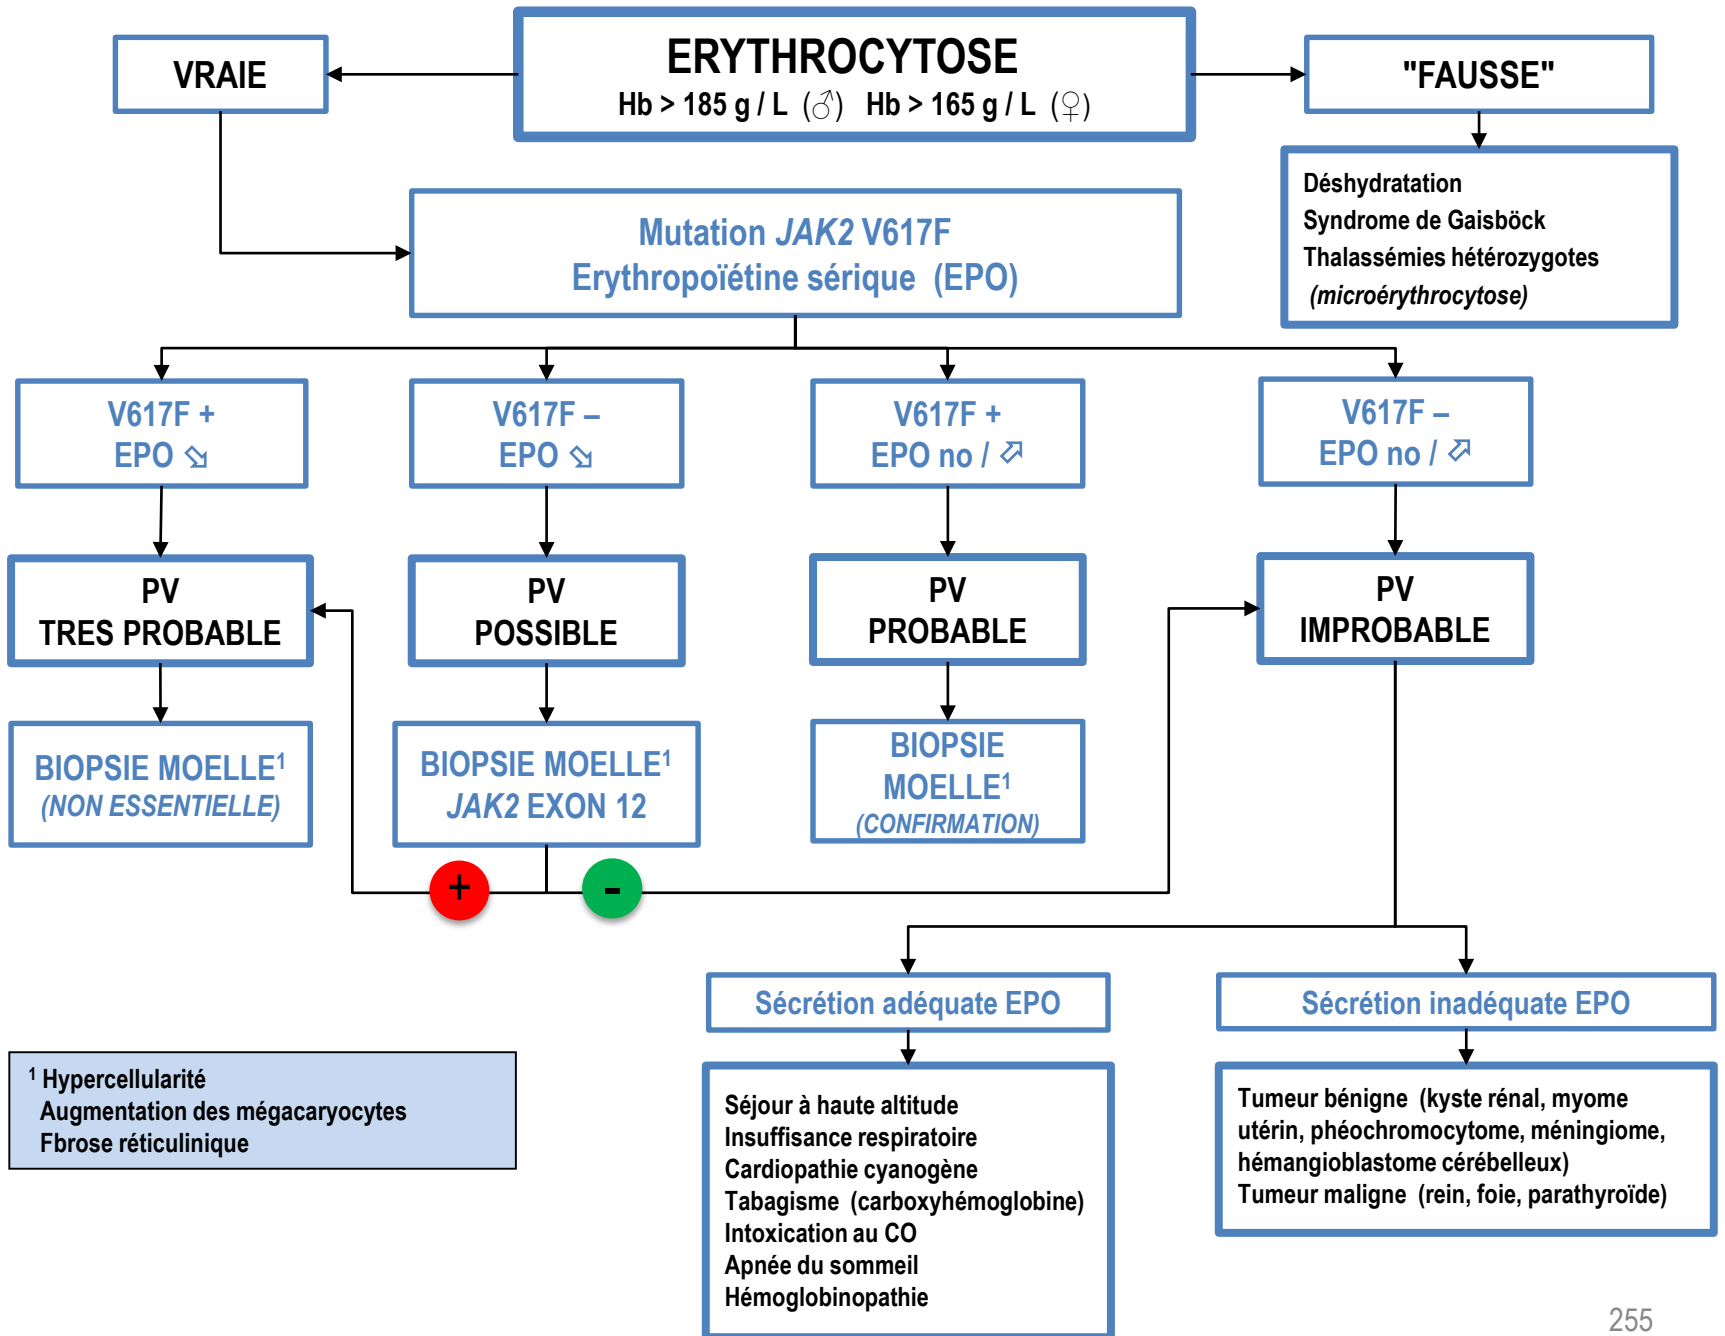 ERYTHROCYTOSE
Hb > 185 g / L (♂) Hb > 165 g / L (♀)
VRAIE
"FAUSSE"
Déshydratation
Syndrome de Gaisböck
Thalassémies hétérozygotes
(microérythrocytose)
Mutation JAK2 V617F
Erythropoïétine sérique (EPO)
V617F +
EPO ⬂
V617F –
EPO ⬂
V617F +
EPO no / ⬀
V617F –
EPO no / ⬀
PV
TRES PROBABLE
PV
POSSIBLE
PV
PROBABLE
PV
IMPROBABLE
BIOPSIE MOELLE¹
(NON ESSENTIELLE)
BIOPSIE MOELLE¹
JAK2 EXON 12
BIOPSIE
MOELLE¹
(CONFIRMATION)
+
-
Sécrétion adéquate EPO
Sécrétion inadéquate EPO
Séjour à haute altitude
Insuffisance respiratoire
Cardiopathie cyanogène
Tabagisme (carboxyhémoglobine)
Intoxication au CO
Apnée du sommeil
Hémoglobinopathie
Tumeur bénigne (kyste rénal, myome
utérin, phéochromocytome, méningiome,
hémangioblastome cérébelleux)
Tumeur maligne (rein, foie, parathyroïde)
¹ Hypercellularité
Augmentation des mégacaryocytes
Fbrose réticulinique
255